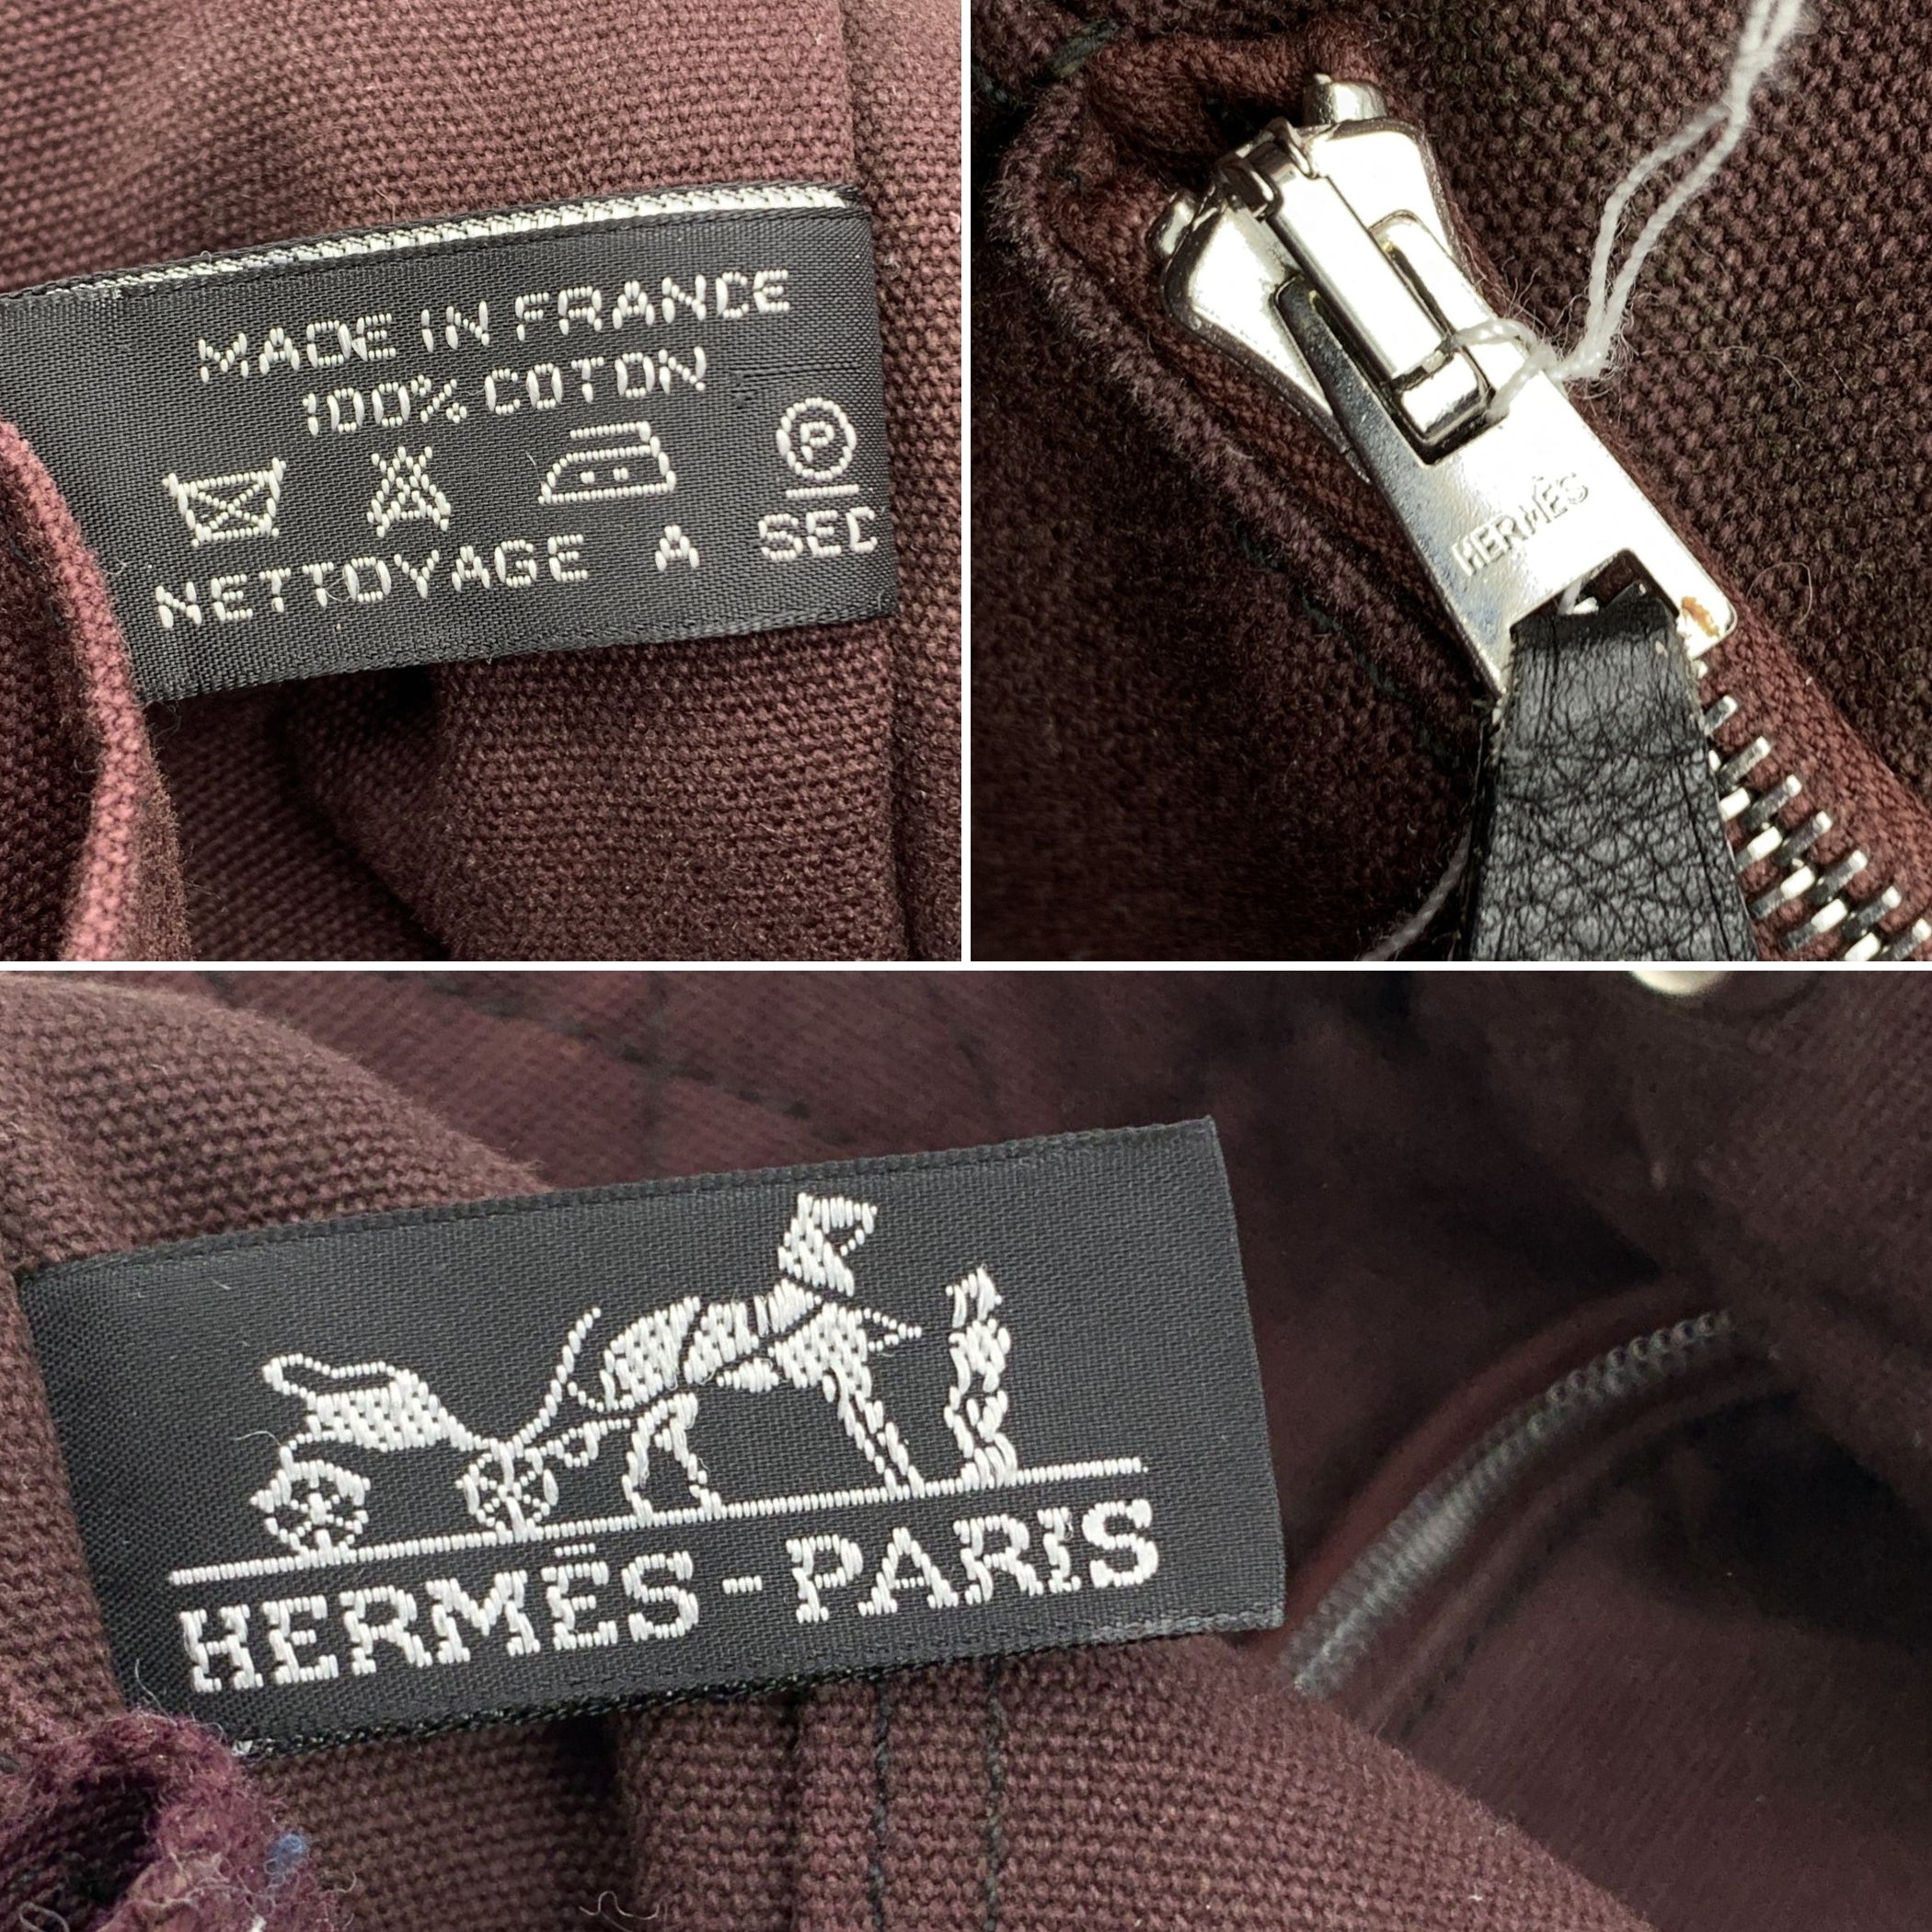 MADE IN FRANCE
100% COTON
P
NETTOYAGE A SEC
HERMÈS
HERMÈS-PARIS